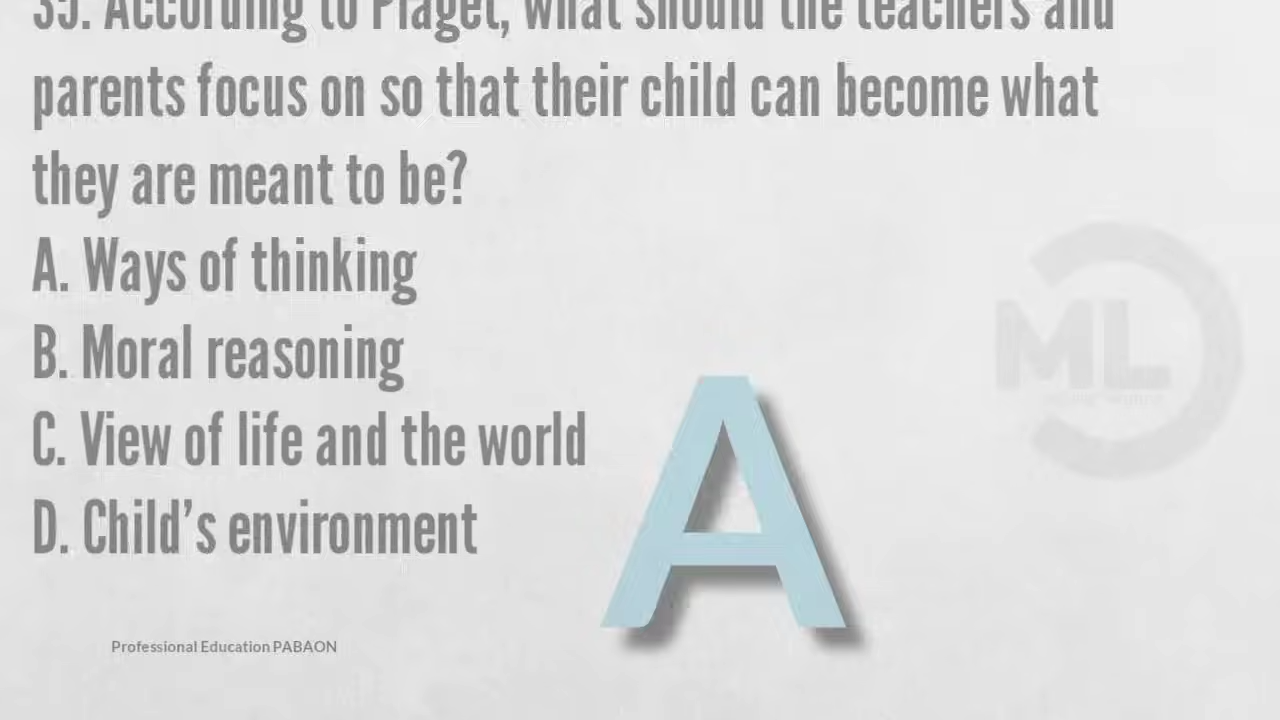 35. According to Piaget, what should the teachers and
parents focus on so that their child can become what
they are meant to be?
A. Ways of thinking
B. Moral reasoning
C. View of life and the world
D. Child's environment
A
ML
Professional Education PABAON